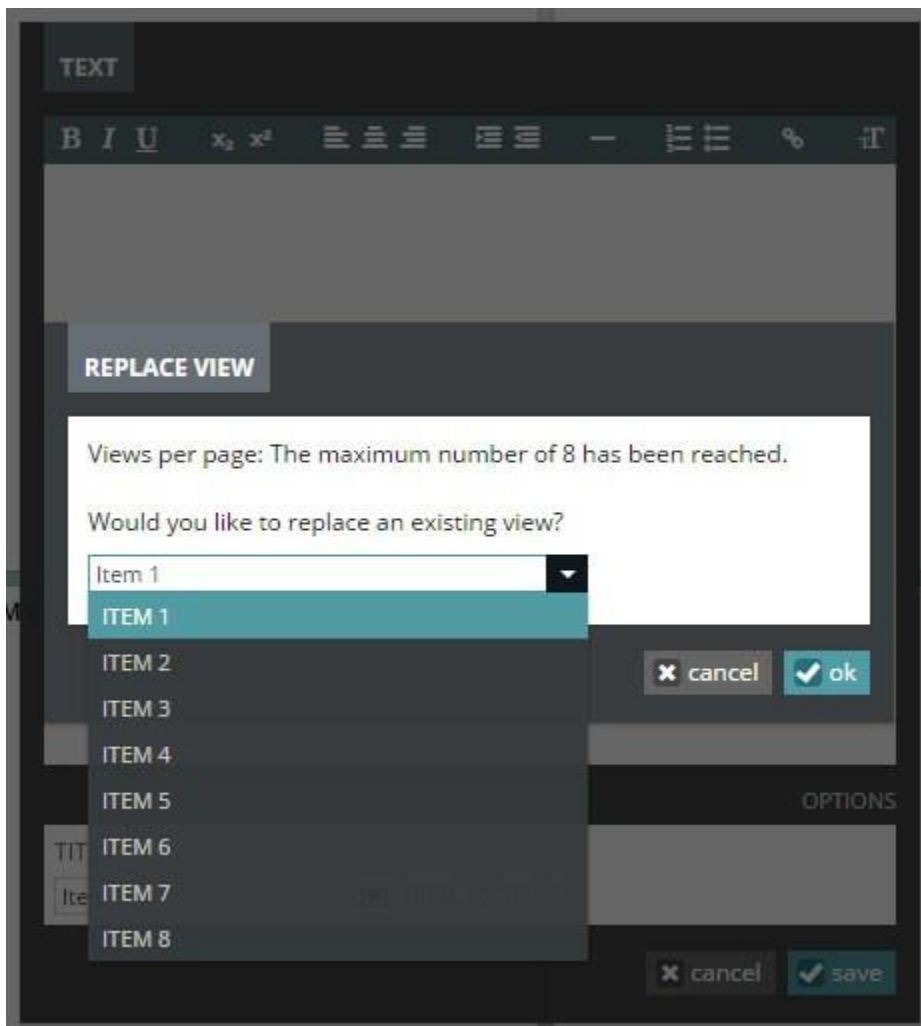 TEXT
B I U x₂ x² T
REPLACE VIEW
Views per page: The maximum number of 8 has been reached.
Would you like to replace an existing view?
Item 1
ITEM 1
ITEM 2
cancel ok
ITEM 3
ITEM 4
ITEM 5
OPTIONS
ITEM 6
ITEM 7
ITEM 8
cancel save